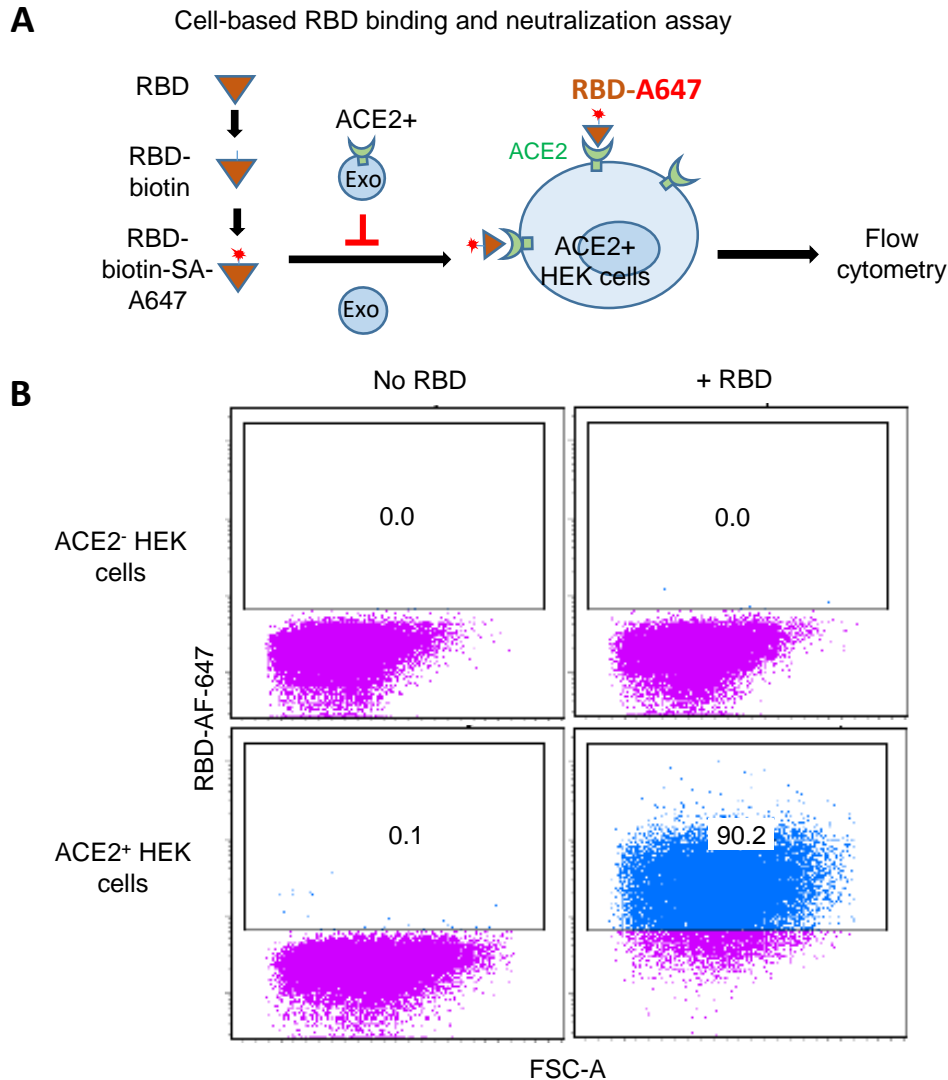 A
Cell-based RBD binding and neutralization assay
RBD
RBD-
biotin
RBD-
biotin-SA-
A647
ACE2+
Exo
Exo
RBD-A647
ACE2
ACE2+
HEK cells
Flow
cytometry
B
No RBD
+ RBD
ACE2⁻ HEK
cells
0.0
0.0
RBD-AF-647
ACE2⁺ HEK
cells
0.1
90.2
FSC-A